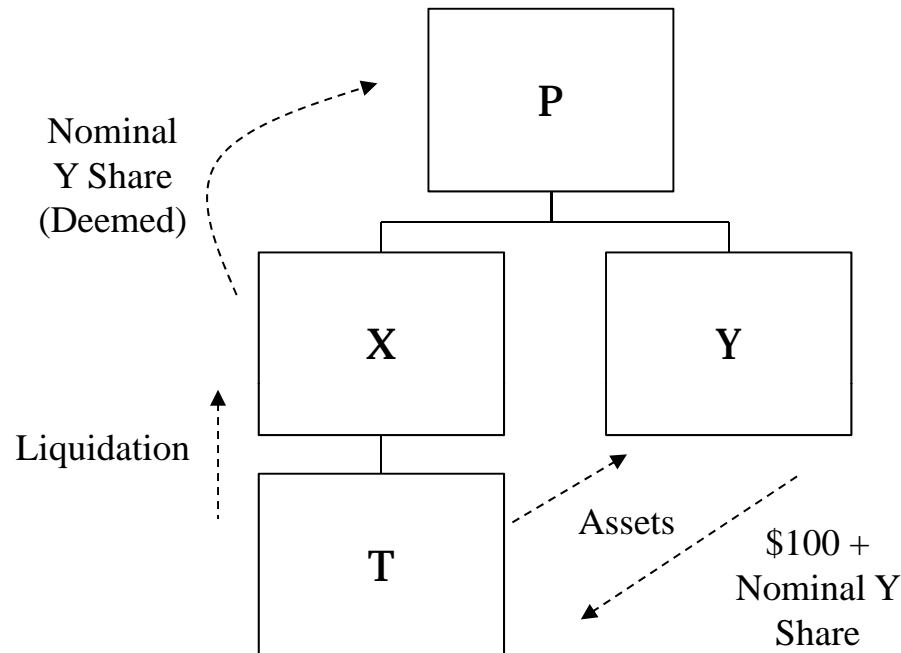 P
Nominal
Y Share
(Deemed)
X
Y
Liquidation
Assets
T
$100 +
Nominal Y
Share